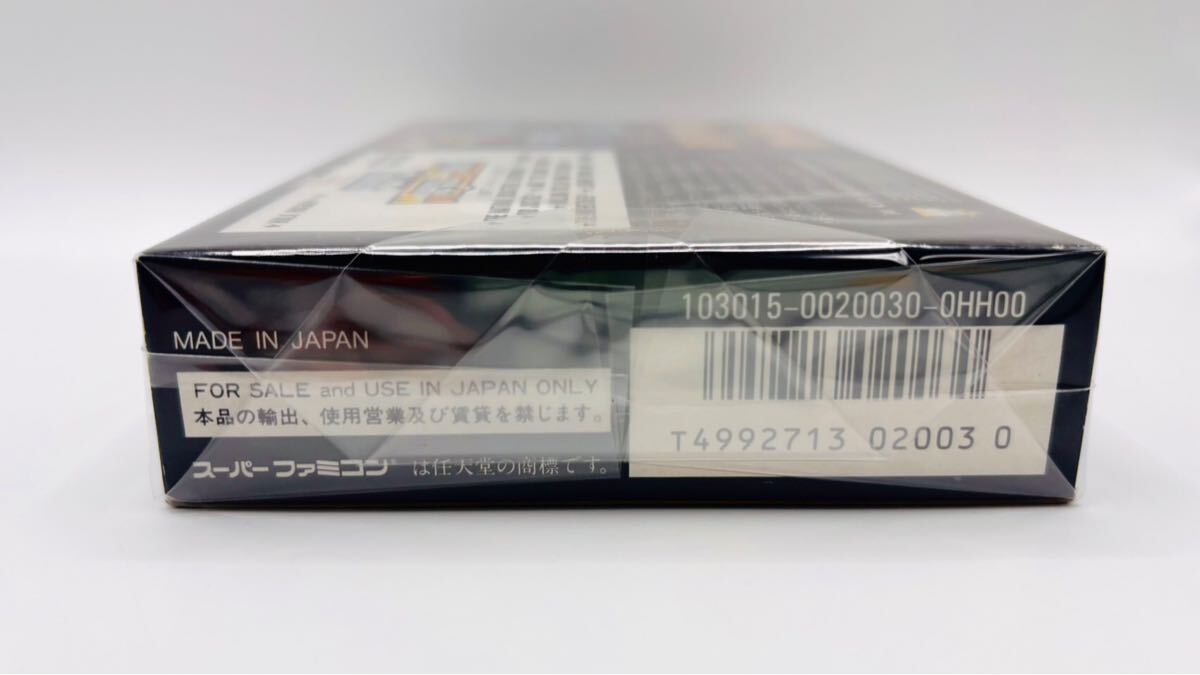 MADE IN JAPAN
FOR SALE and USE IN JAPAN ONLY
本品の輸出、使用営業及び賃貸を禁じます。
スーパーファミコン® は任天堂の商標です。
103015-0020030-0HH00
T4992713 02003 0